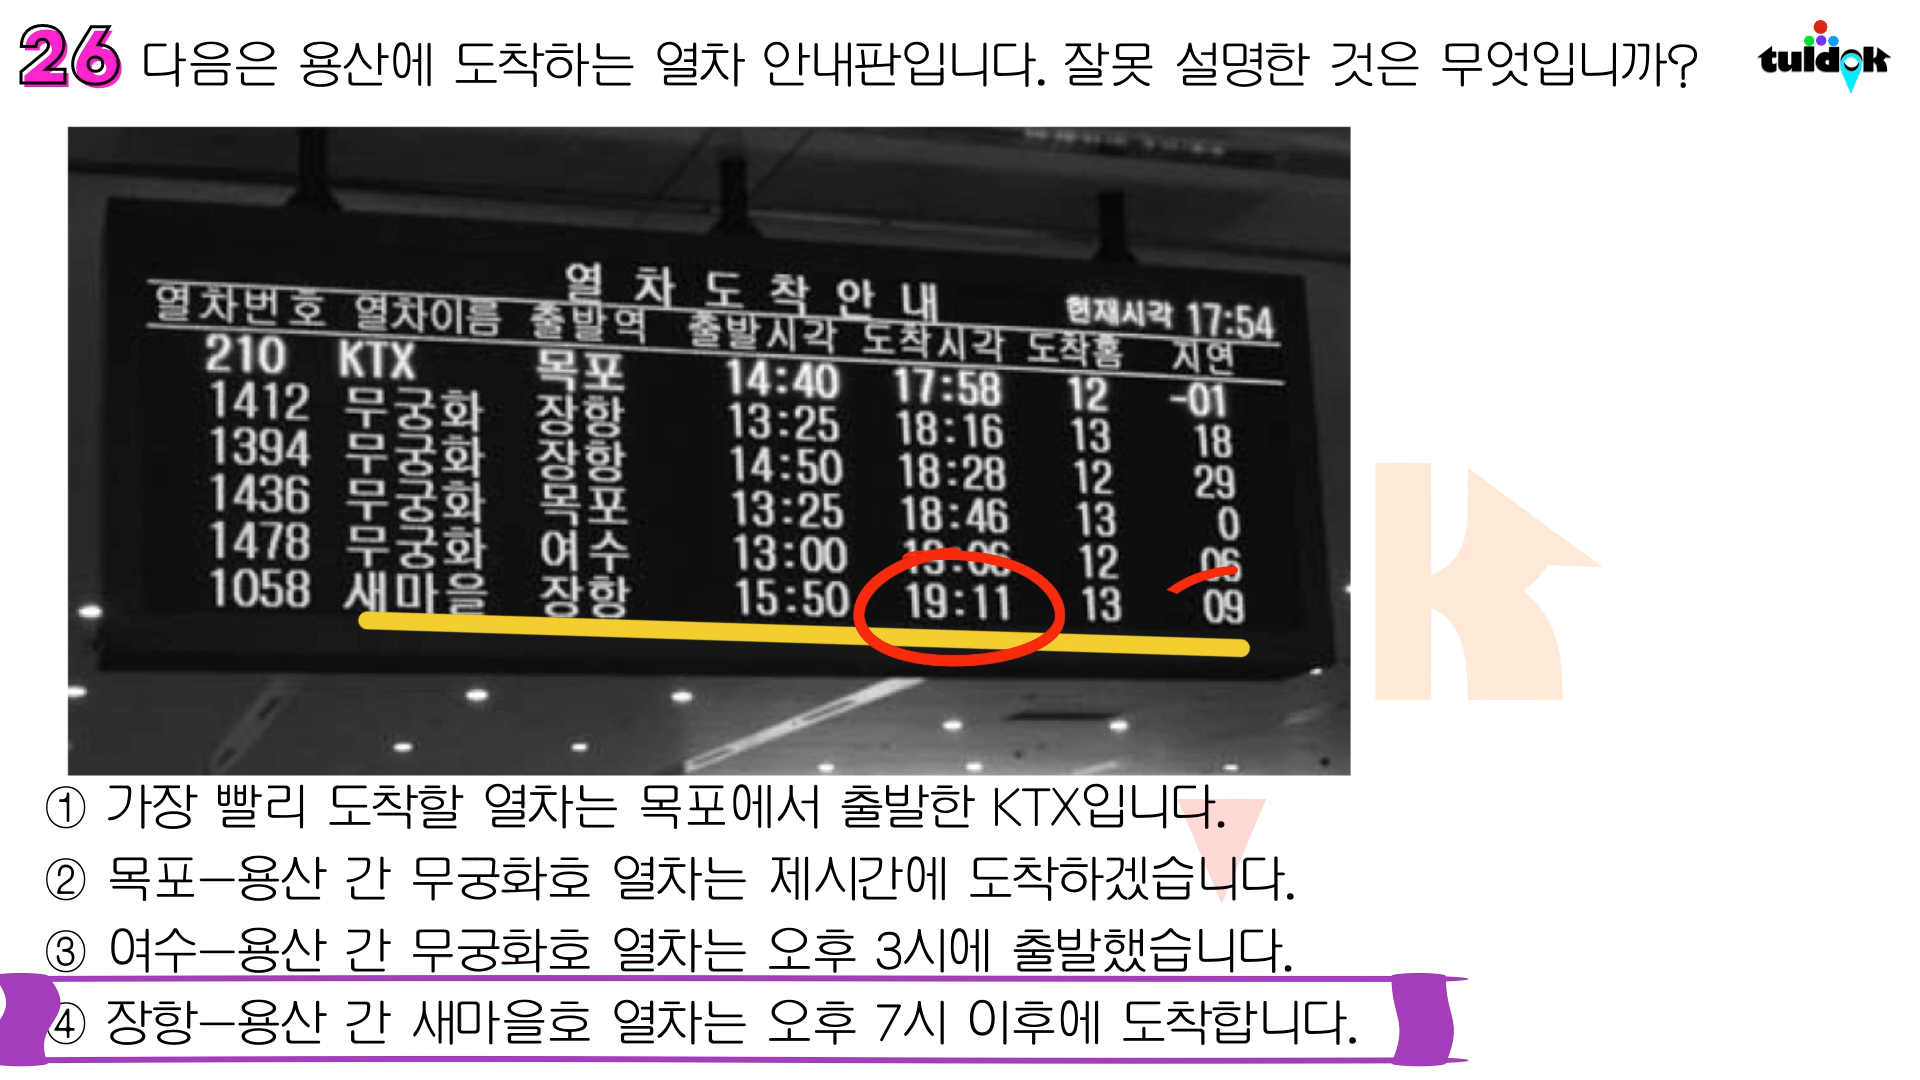 26 다음은 용산에 도착하는 열차 안내판입니다. 잘못 설명한 것은 무엇입니까?
tuidok
열차도착안내
현재시각 17:54
열차번호 열차이름 출발역 출발시각 도착시각 도착홈 지연
210 KTX 목포 14:40 17:58 12 -01
1412 무궁화 장항 13:25 18:16 13 18
1394 무궁화 장항 14:50 18:28 12 29
1436 무궁화 목포 13:25 18:46 13 0
1478 무궁화 여수 13:00 19:06 12 06
1058 새마을 장항 15:50 19:11 13 09
① 가장 빨리 도착할 열차는 목포에서 출발한 KTX입니다.
② 목포–용산 간 무궁화호 열차는 제시간에 도착하겠습니다.
③ 여수–용산 간 무궁화호 열차는 오후 3시에 출발했습니다.
④ 장항–용산 간 새마을호 열차는 오후 7시 이후에 도착합니다.